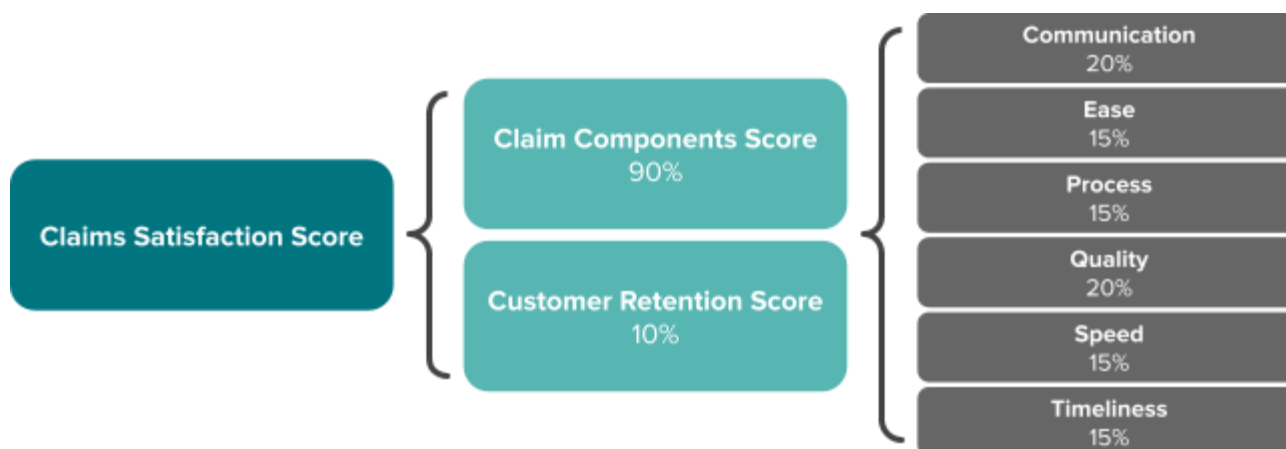 Claims Satisfaction Score
Claim Components Score
90%
Customer Retention Score
10%
Communication
20%
Ease
15%
Process
15%
Quality
20%
Speed
15%
Timeliness
15%